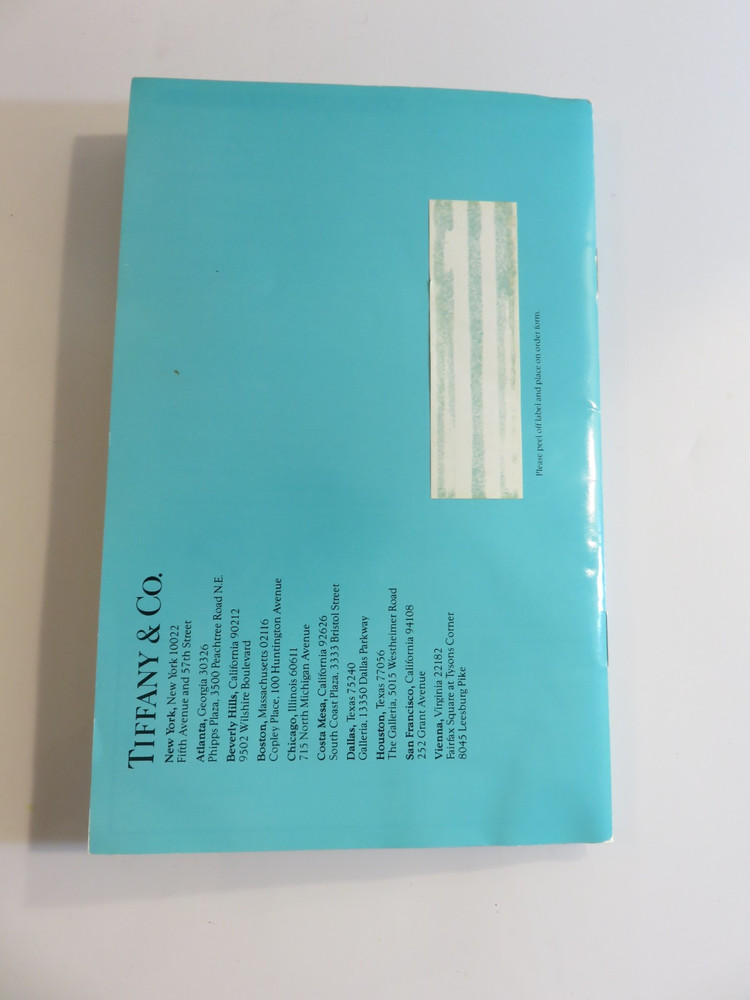 TIFFANY & CO.
New York, New York 10022
Fifth Avenue and 57th Street
Atlanta, Georgia 30326
Phipps Plaza, 3500 Peachtree Road N.E.
Beverly Hills, California 90212
9502 Wilshire Boulevard
Boston, Massachusetts 02116
Copley Place, 100 Huntington Avenue
Chicago, Illinois 60611
715 North Michigan Avenue
Costa Mesa, California 92626
South Coast Plaza, 3333 Bristol Street
Dallas, Texas 75240
Galleria, 13350 Dallas Parkway
Houston, Texas 77056
The Galleria, 5015 Westheimer Road
San Francisco, California 94108
252 Grant Avenue
Vienna, Virginia 22182
Fairfax Square at Tysons Corner
8045 Leesburg Pike
Please peel off label and place on order form.